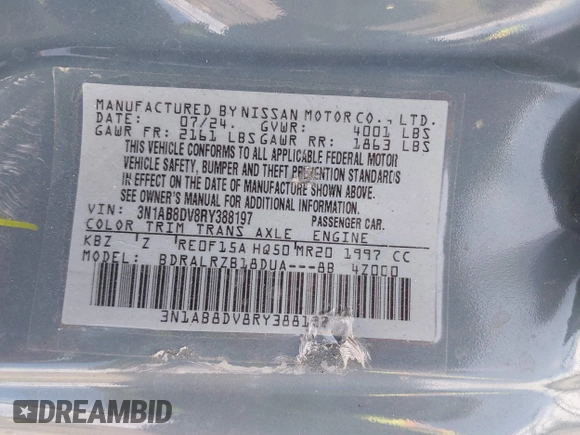 MANUFACTURED BY NISSAN MOTOR CO., LTD.
DATE: 07/24. GVWR: 4001 LBS
GAWR FR: 2161 LBS GAWR RR: 1863 LBS
THIS VEHICLE CONFORMS TO ALL APPLICABLE FEDERAL MOTOR
VEHICLE SAFETY, BUMPER AND THEFT PREVENTION STANDARDS
IN EFFECT ON THE DATE OF MANUFACTURE SHOWN ABOVE.
SEE OWNER'S MANUAL FOR ADDITIONAL INFORMATION
VIN: 3N1AB8DV8RY388197 PASSENGER CAR.
COLOR TRIM TRANS AXLE ENGINE
KBZ Z RE0F15A HQ50 MR20 1997 CC
MODEL: BDRALRZB18DUA---BB 4Z000
3N1AB8DV8RY388197
DREAMBID